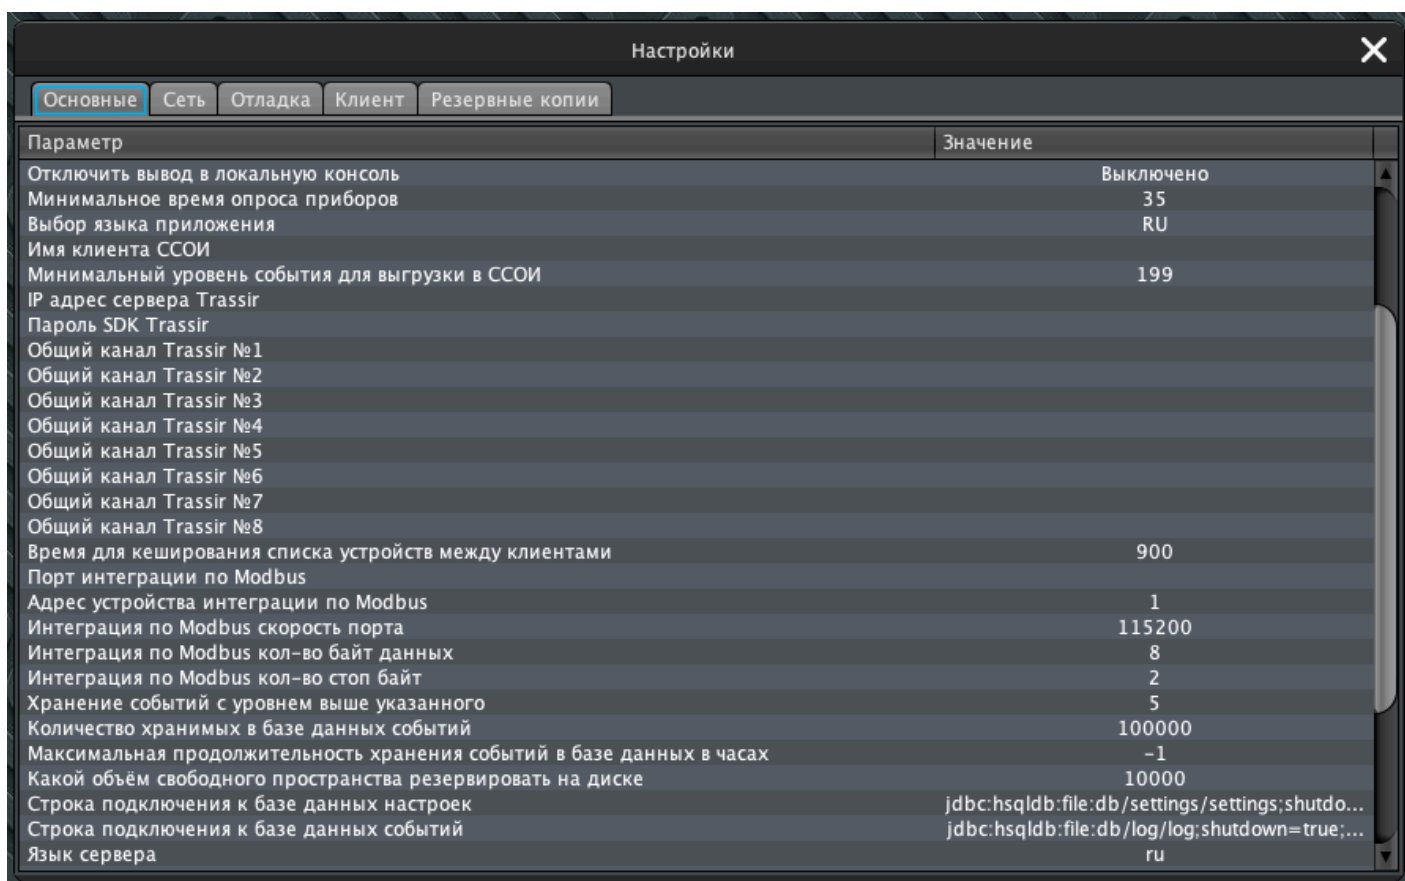 Настройки
Основные Сеть Отладка Клиент Резервные копии
Параметр Значение
Отключить вывод в локальную консоль Выключено
Минимальное время опроса приборов 35
Выбор языка приложения RU
Имя клиента ССОИ
Минимальный уровень события для выгрузки в ССОИ 199
IP адрес сервера Trassir
Пароль SDK Trassir
Общий канал Trassir №1
Общий канал Trassir №2
Общий канал Trassir №3
Общий канал Trassir №4
Общий канал Trassir №5
Общий канал Trassir №6
Общий канал Trassir №7
Общий канал Trassir №8
Время для кеширования списка устройств между клиентами 900
Порт интеграции по Modbus
Адрес устройства интеграции по Modbus 1
Интеграция по Modbus скорость порта 115200
Интеграция по Modbus кол-во байт данных 8
Интеграция по Modbus кол-во стоп байт 2
Хранение событий с уровнем выше указанного 5
Количество хранимых в базе данных событий 100000
Максимальная продолжительность хранения событий в базе данных в часах -1
Какой объём свободного пространства резервировать на диске 10000
Строка подключения к базе данных настроек jdbc:hsqldb:file:db/settings/settings;shutdo...
Строка подключения к базе данных событий jdbc:hsqldb:file:db/log/log;shutdown=true;...
Язык сервера ru